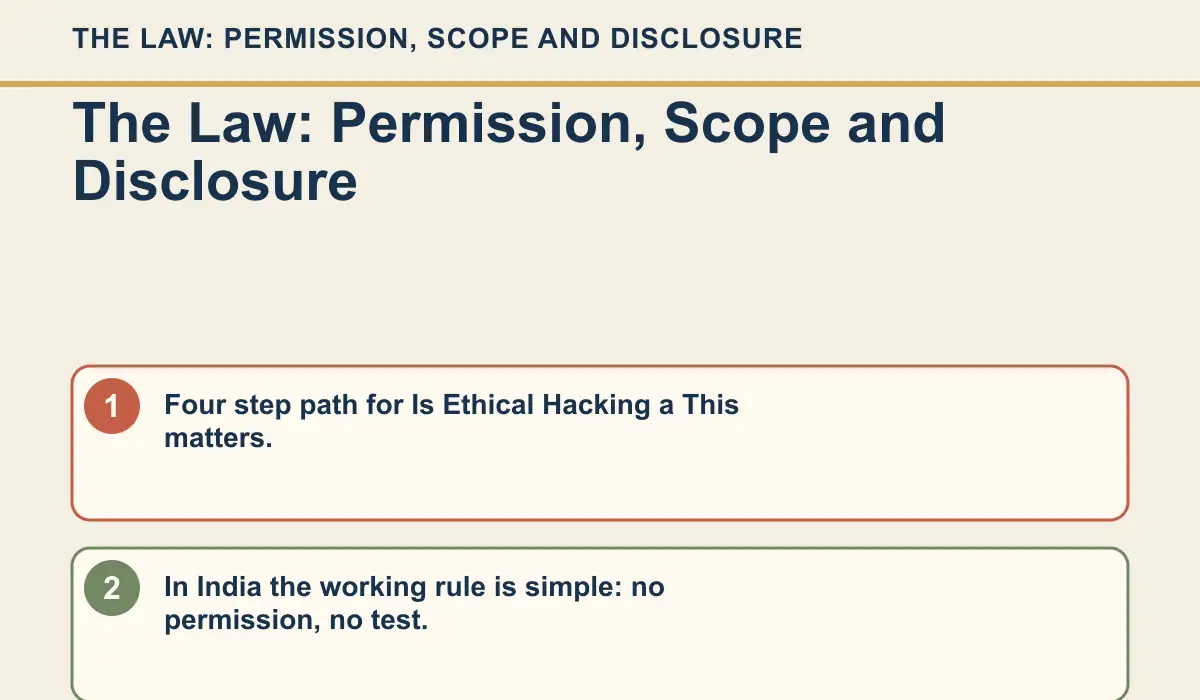 THE LAW: PERMISSION, SCOPE AND DISCLOSURE
The Law: Permission, Scope and
Disclosure
1
Four step path for Is Ethical Hacking a This
matters.
2
In India the working rule is simple: no
permission, no test.